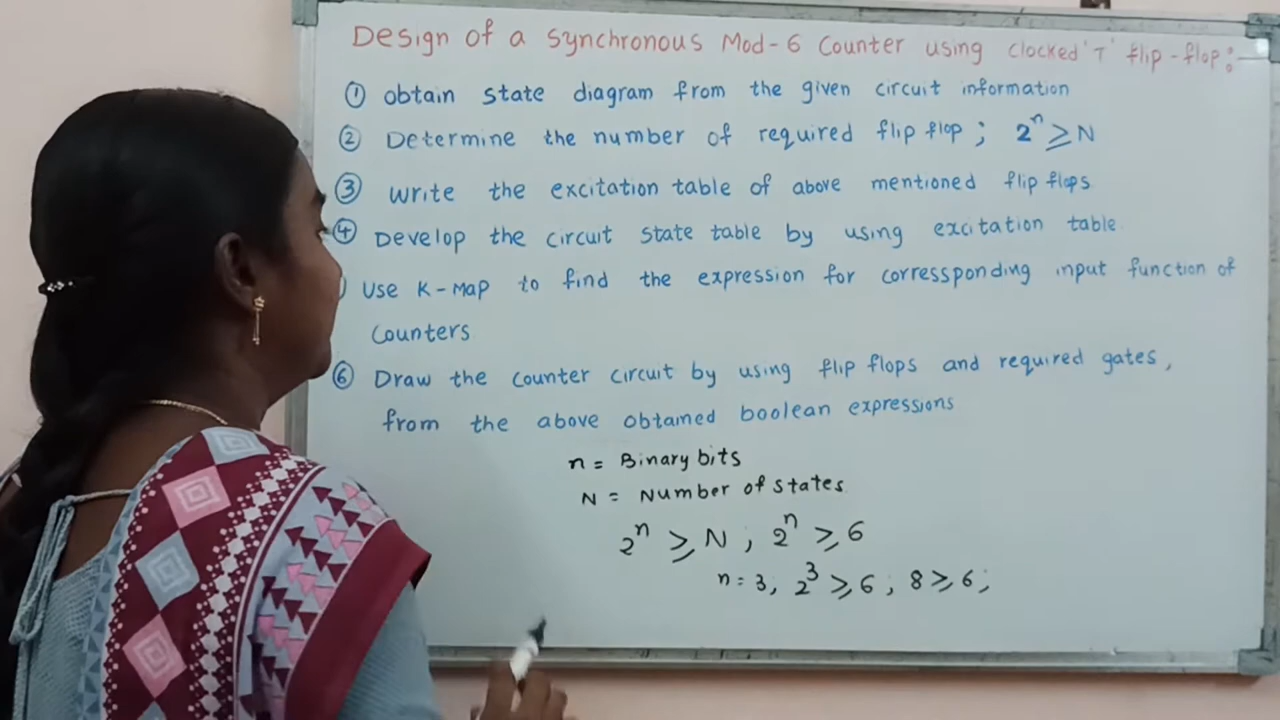 Design of a Synchronous Mod-6 Counter using clocked 'T' flip-flop:-
① obtain state diagram from the given circuit information
② Determine the number of required flip flop ; 2ⁿ ≥ N
③ write the excitation table of above mentioned flip flops
④ Develop the circuit state table by using excitation table
) Use K-Map to find the expression for corressponding input function of
counters
⑥ Draw the counter circuit by using flip flops and required gates,
from the above obtained boolean expressions
n = Binary bits
N = Number of states
2ⁿ ≥ N ; 2ⁿ ≥ 6
n = 3, 2³ ≥ 6 ; 8 ≥ 6 ;